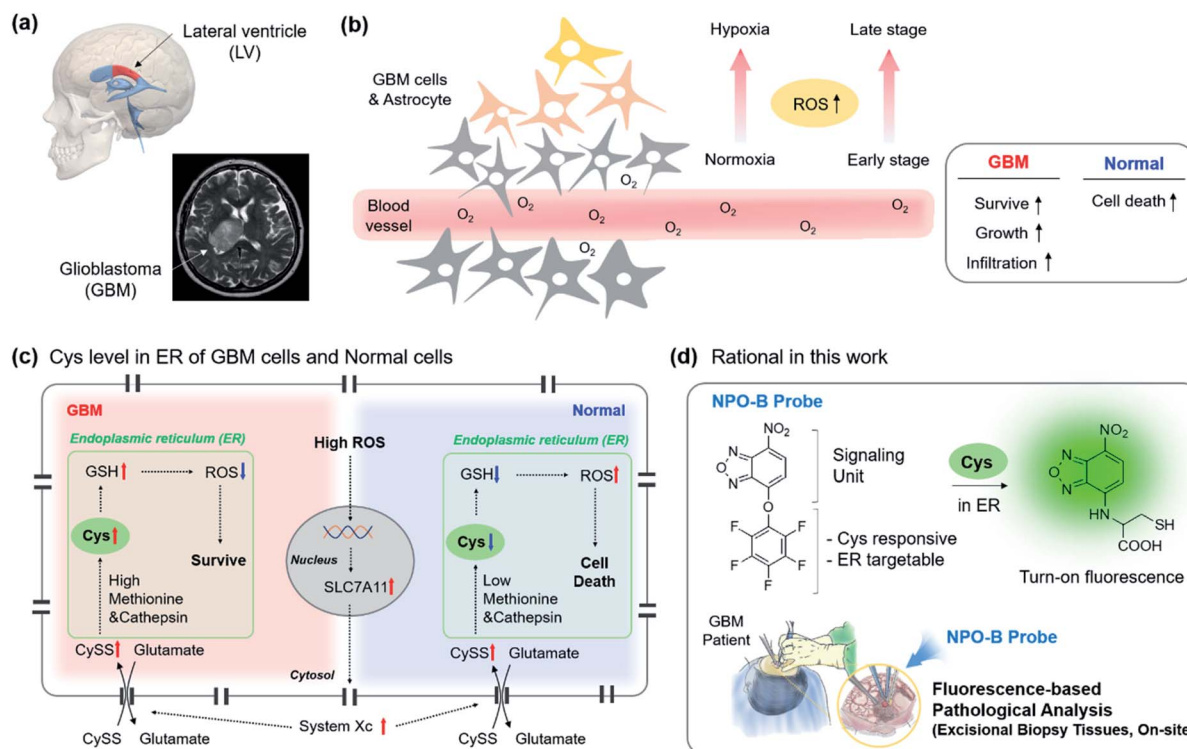 (a)
Lateral ventricle
(LV)
Glioblastoma
(GBM)
(b)
GBM cells
& Astrocyte
Hypoxia
Late stage
ROS
Normoxia
Early stage
O2
Blood
vessel
O2
O2
O2
O2
O2
O2
O2
O2
GBM
Normal
Survive
Cell death
Growth
Infiltration
(c) Cys level in ER of GBM cells and Normal cells
GBM
Endoplasmic reticulum (ER)
GSH
ROS
Cys
Survive
High
Methionine
&Cathepsin
CySS
Glutamate
CySS
Glutamate
High ROS
Nucleus
SLC7A11
Cytosol
System Xc
Normal
Endoplasmic reticulum (ER)
GSH
ROS
Cys
Cell
Death
Low
Methionine
&Cathepsin
CySS
Glutamate
CySS
Glutamate
(d) Rational in this work
NPO-B Probe
NO2
N
O
N
O
F
F
F
F
F
Signaling
Unit
- Cys responsive
- ER targetable
Cys
in ER
NO2
N
O
N
HN
SH
COOH
Turn-on fluorescence
GBM
Patient
NPO-B Probe
Fluorescence-based
Pathological Analysis
(Excisional Biopsy Tissues, On-site